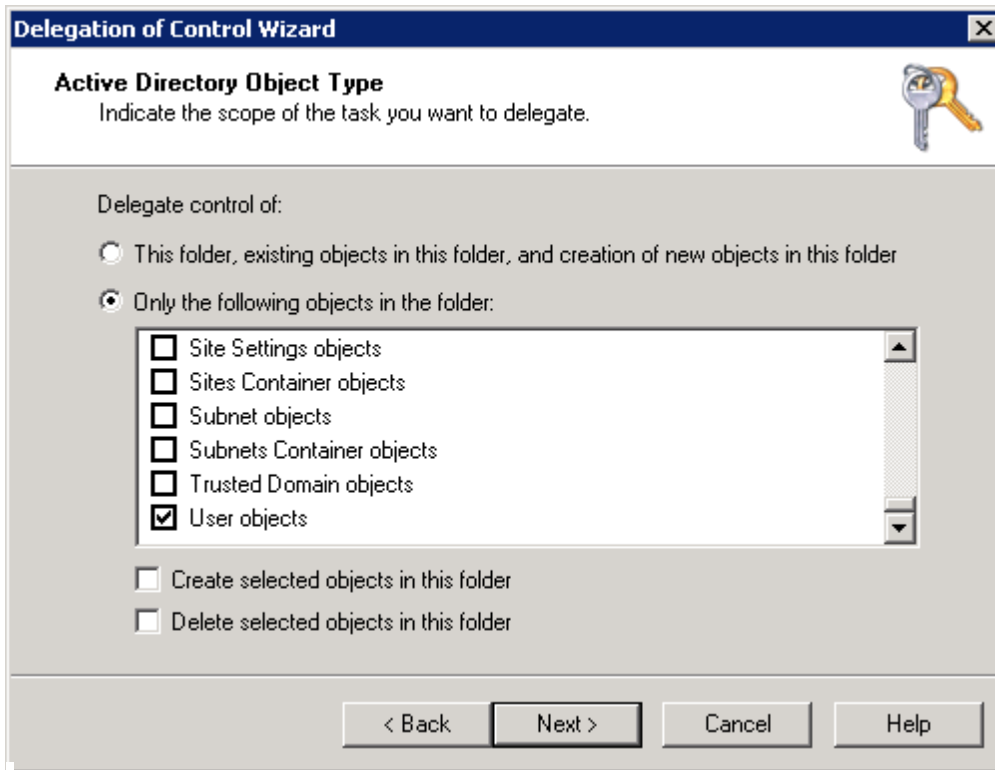 Delegation of Control Wizard
Active Directory Object Type
Indicate the scope of the task you want to delegate.
Delegate control of:
This folder, existing objects in this folder, and creation of new objects in this folder
Only the following objects in the folder:
Site Settings objects
Sites Container objects
Subnet objects
Subnets Container objects
Trusted Domain objects
User objects
Create selected objects in this folder
Delete selected objects in this folder
< Back Next > Cancel Help